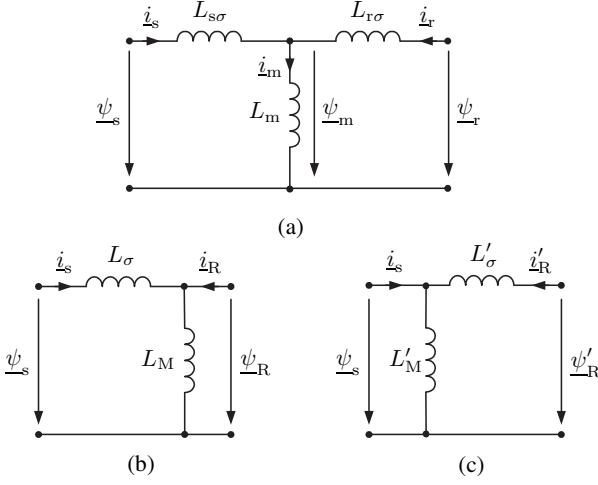 i_s L_sσ L_rσ i_r
i_m
ψ_s L_m ψ_m ψ_r
(a)
i_s L_σ i_R
ψ_s L_M ψ_R
(b)
i_s L'_σ i'_R
ψ_s L'_M ψ'_R
(c)